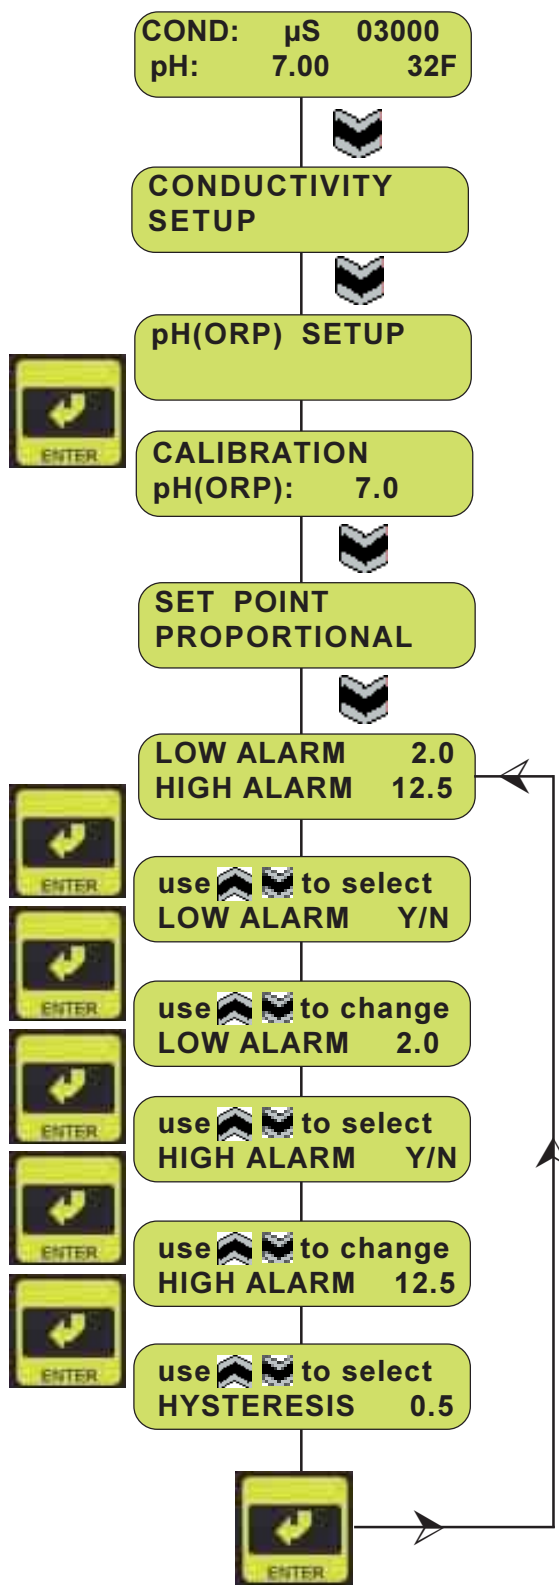 COND: µS 03000
pH: 7.00 32F
CONDUCTIVITY
SETUP
pH(ORP) SETUP
ENTER
CALIBRATION
pH(ORP): 7.0
SET POINT
PROPORTIONAL
LOW ALARM 2.0
HIGH ALARM 12.5
ENTER
use to select
LOW ALARM Y/N
ENTER
use to change
LOW ALARM 2.0
ENTER
use to select
HIGH ALARM Y/N
ENTER
use to change
HIGH ALARM 12.5
ENTER
use to select
HYSTERESIS 0.5
ENTER